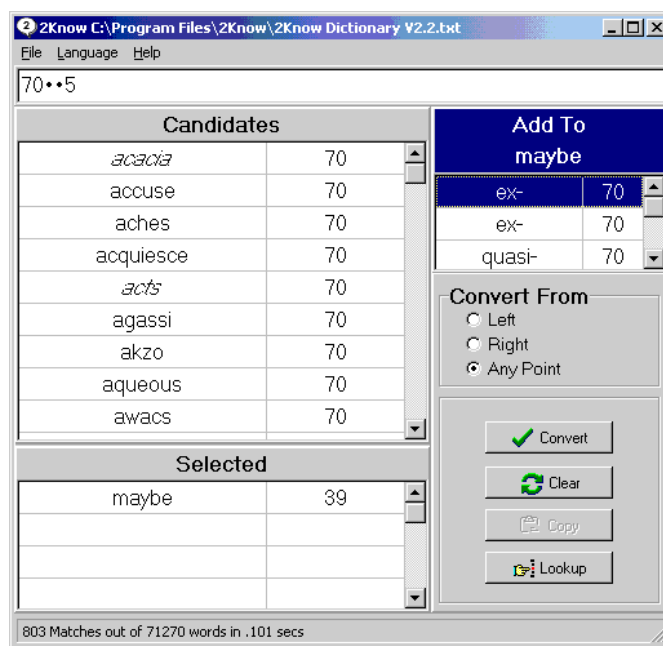 2Know C:\Program Files\2Know\2Know Dictionary V2.2.txt
File Language Help
70••5
Candidates
acacia 70
accuse 70
aches 70
acquiesce 70
acts 70
agassi 70
akzo 70
aqueous 70
awacs 70
Selected
maybe 39
Add To
maybe
ex- 70
ex- 70
quasi- 70
Convert From
Left
Right
Any Point
Convert
Clear
Copy
Lookup
803 Matches out of 71270 words in .101 secs